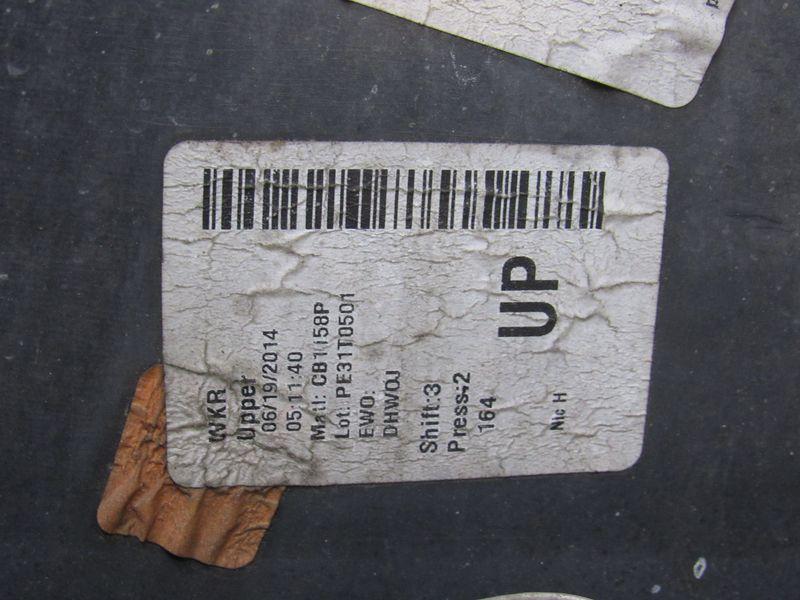 WKR
Upper
06/19/2014
05:11:40
Matl: CB1158P
Lot: PE31T0501
EWO:
DHWOJ
Shift:3
Press:2
164
UP
Nic H